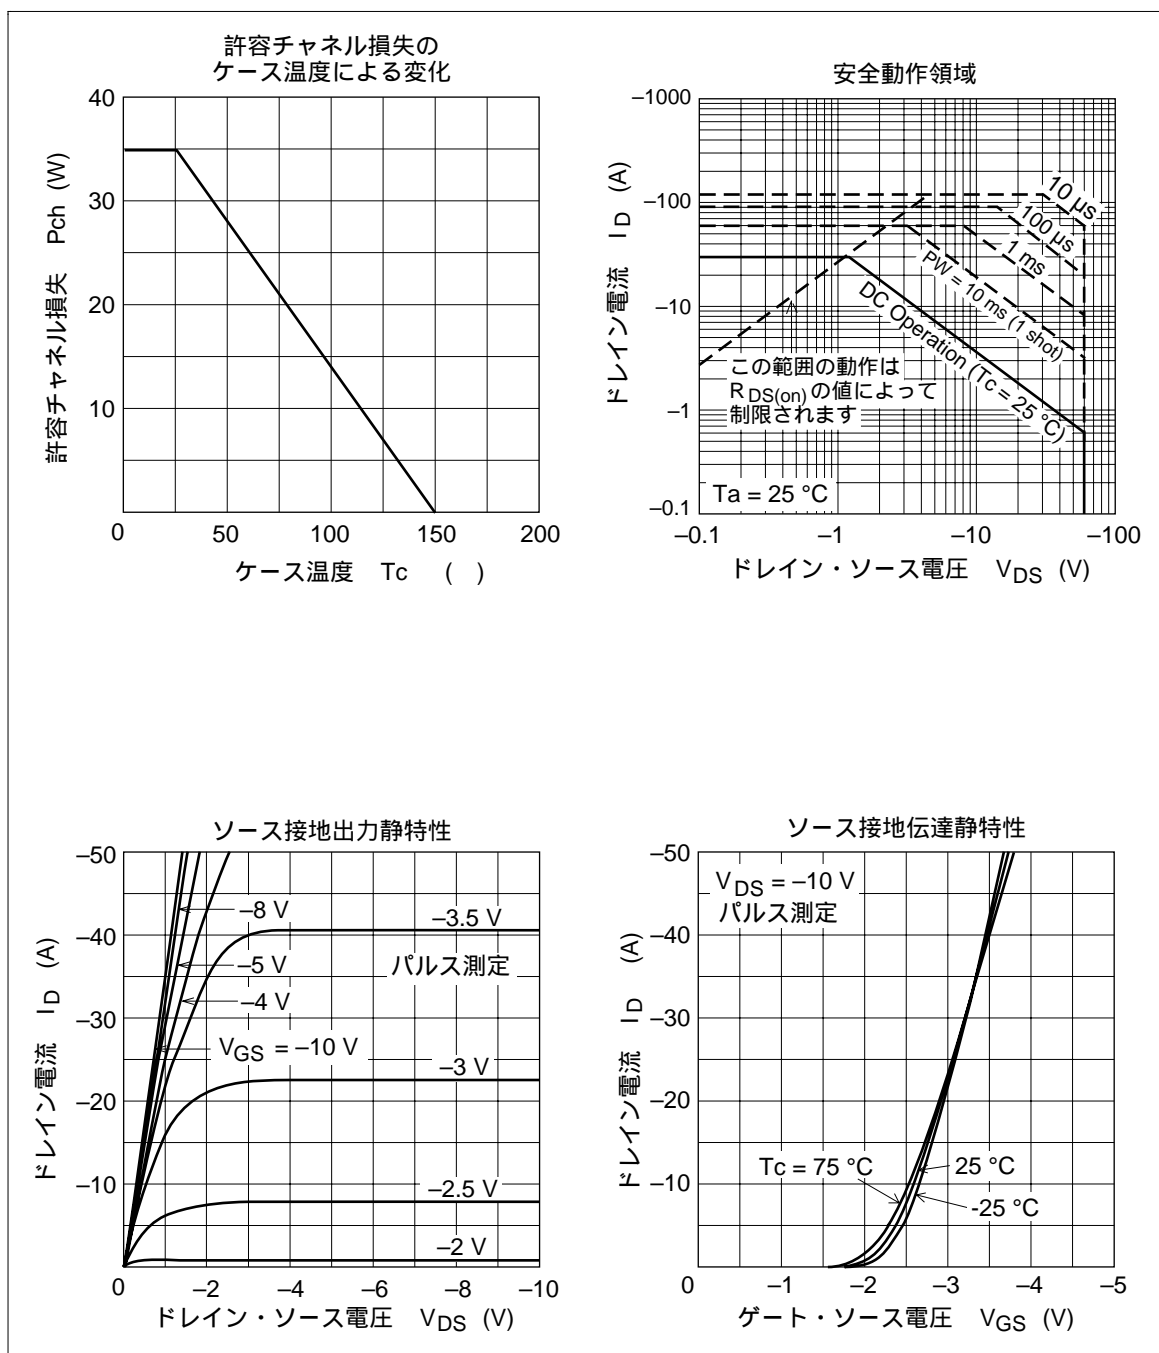 許容チャネル損失の
ケース温度による変化
40
30
20
10
0
50
100
150
200
許容チャネル損失 Pch (W)
ケース温度 Tc ( )
安全動作領域
–1000
–100
–10
–1
–0.1
–0.1
–1
–10
–100
ドレイン電流 ID (A)
ドレイン・ソース電圧 VDS (V)
10 µs
100 µs
1 ms
PW = 10 ms (1 shot)
DC Operation (Tc = 25 °C)
この範囲の動作は
RDS(on)の値によって
制限されます
Ta = 25 °C
ソース接地出力静特性
–50
–40
–30
–20
–10
0
–2
–4
–6
–8
–10
ドレイン電流 ID (A)
ドレイン・ソース電圧 VDS (V)
–8 V
–3.5 V
–5 V
パルス測定
–4 V
VGS = –10 V
–3 V
–2.5 V
–2 V
ソース接地伝達静特性
–50
–40
–30
–20
–10
0
–1
–2
–3
–4
–5
ドレイン電流 ID (A)
ゲート・ソース電圧 VGS (V)
VDS = –10 V
パルス測定
Tc = 75 °C
25 °C
-25 °C